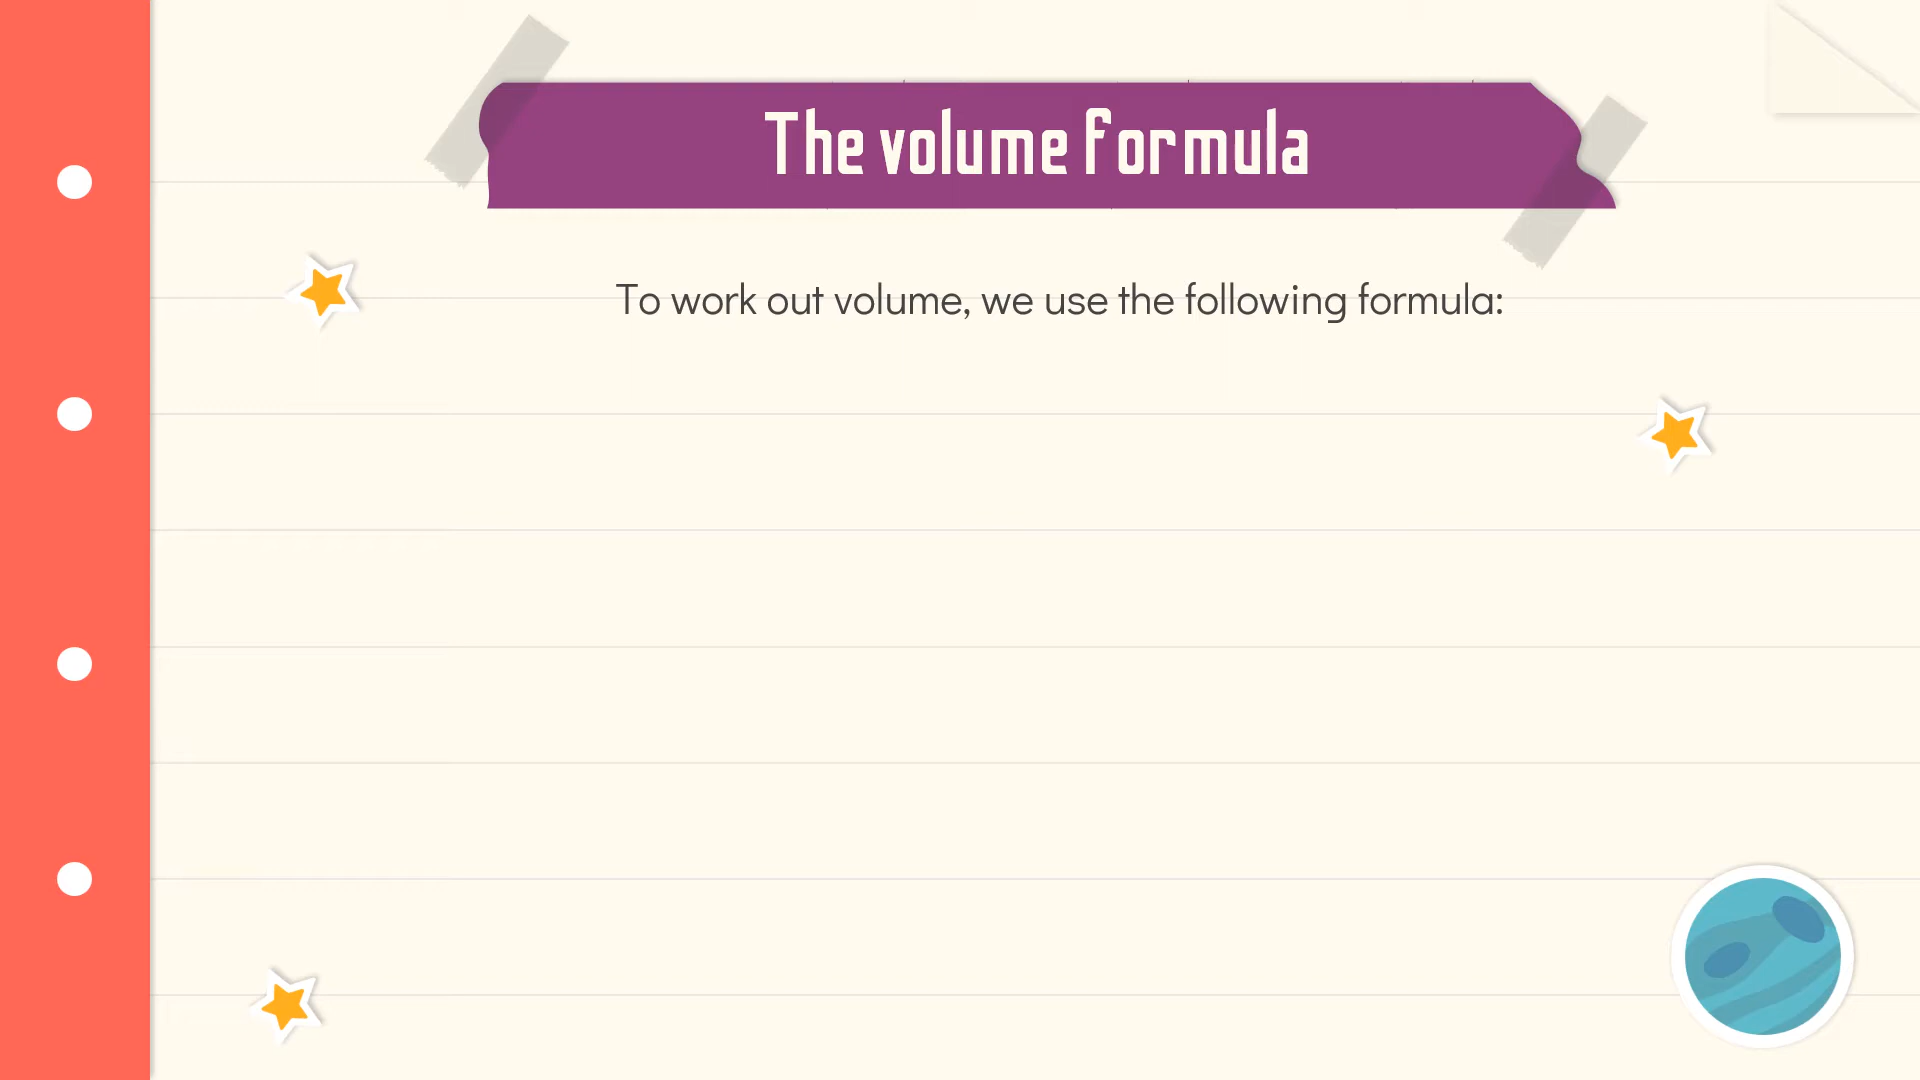 The volume formula
To work out volume, we use the following formula: